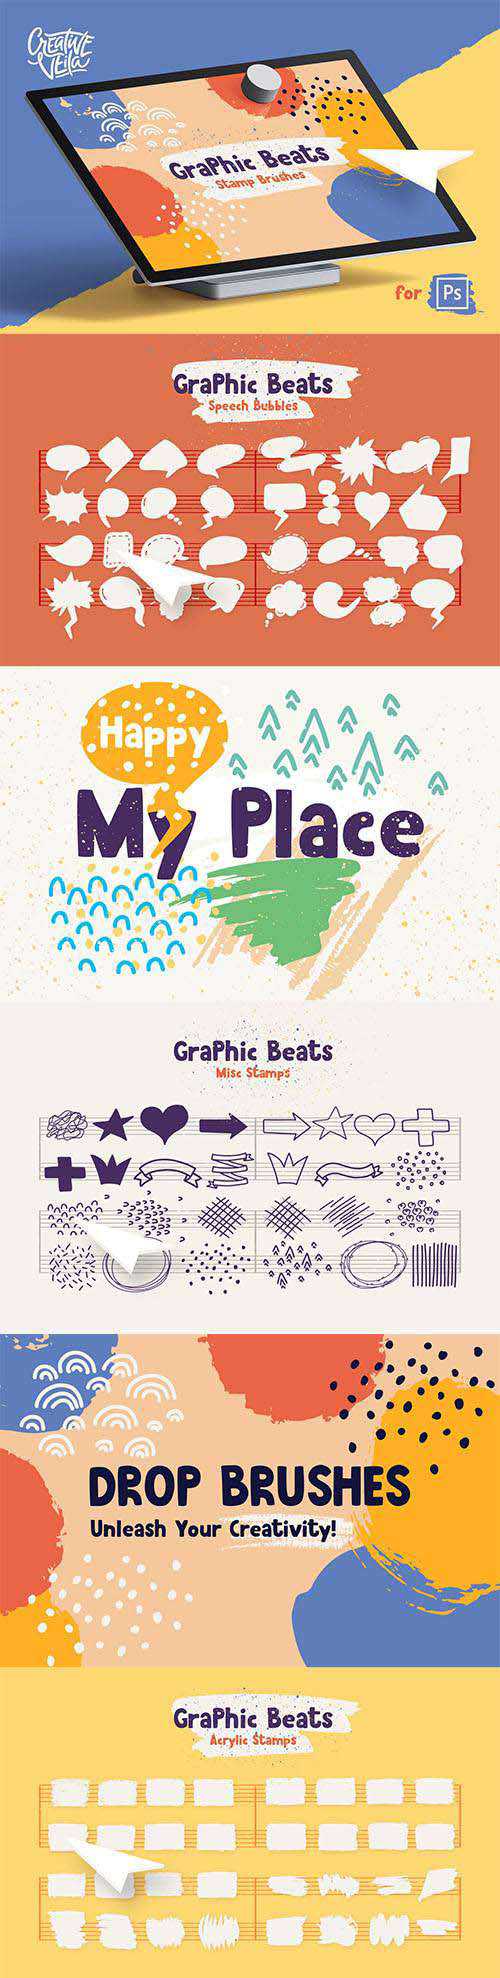 Creative
Veila
Graphic Beats
Stamp Brushes
for Ps
Graphic Beats
Speech Bubbles
Happy
My Place
Graphic Beats
Misc Stamps
DROP BRUSHES
Unleash Your Creativity!
Graphic Beats
Acrylic Stamps